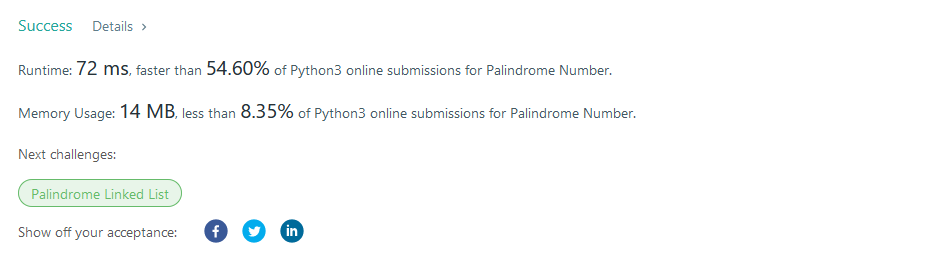 Success Details ›
Runtime: 72 ms, faster than 54.60% of Python3 online submissions for Palindrome Number.
Memory Usage: 14 MB, less than 8.35% of Python3 online submissions for Palindrome Number.
Next challenges:
Palindrome Linked List
Show off your acceptance: f in